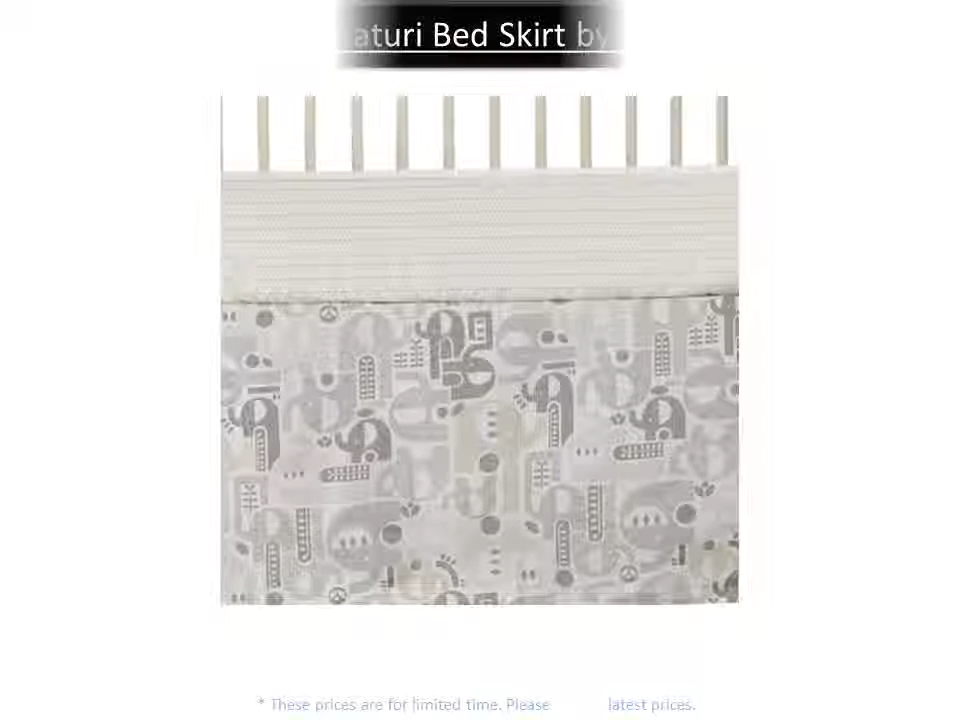 aturi Bed Skirt by
* These prices are for limited time. Please latest prices.